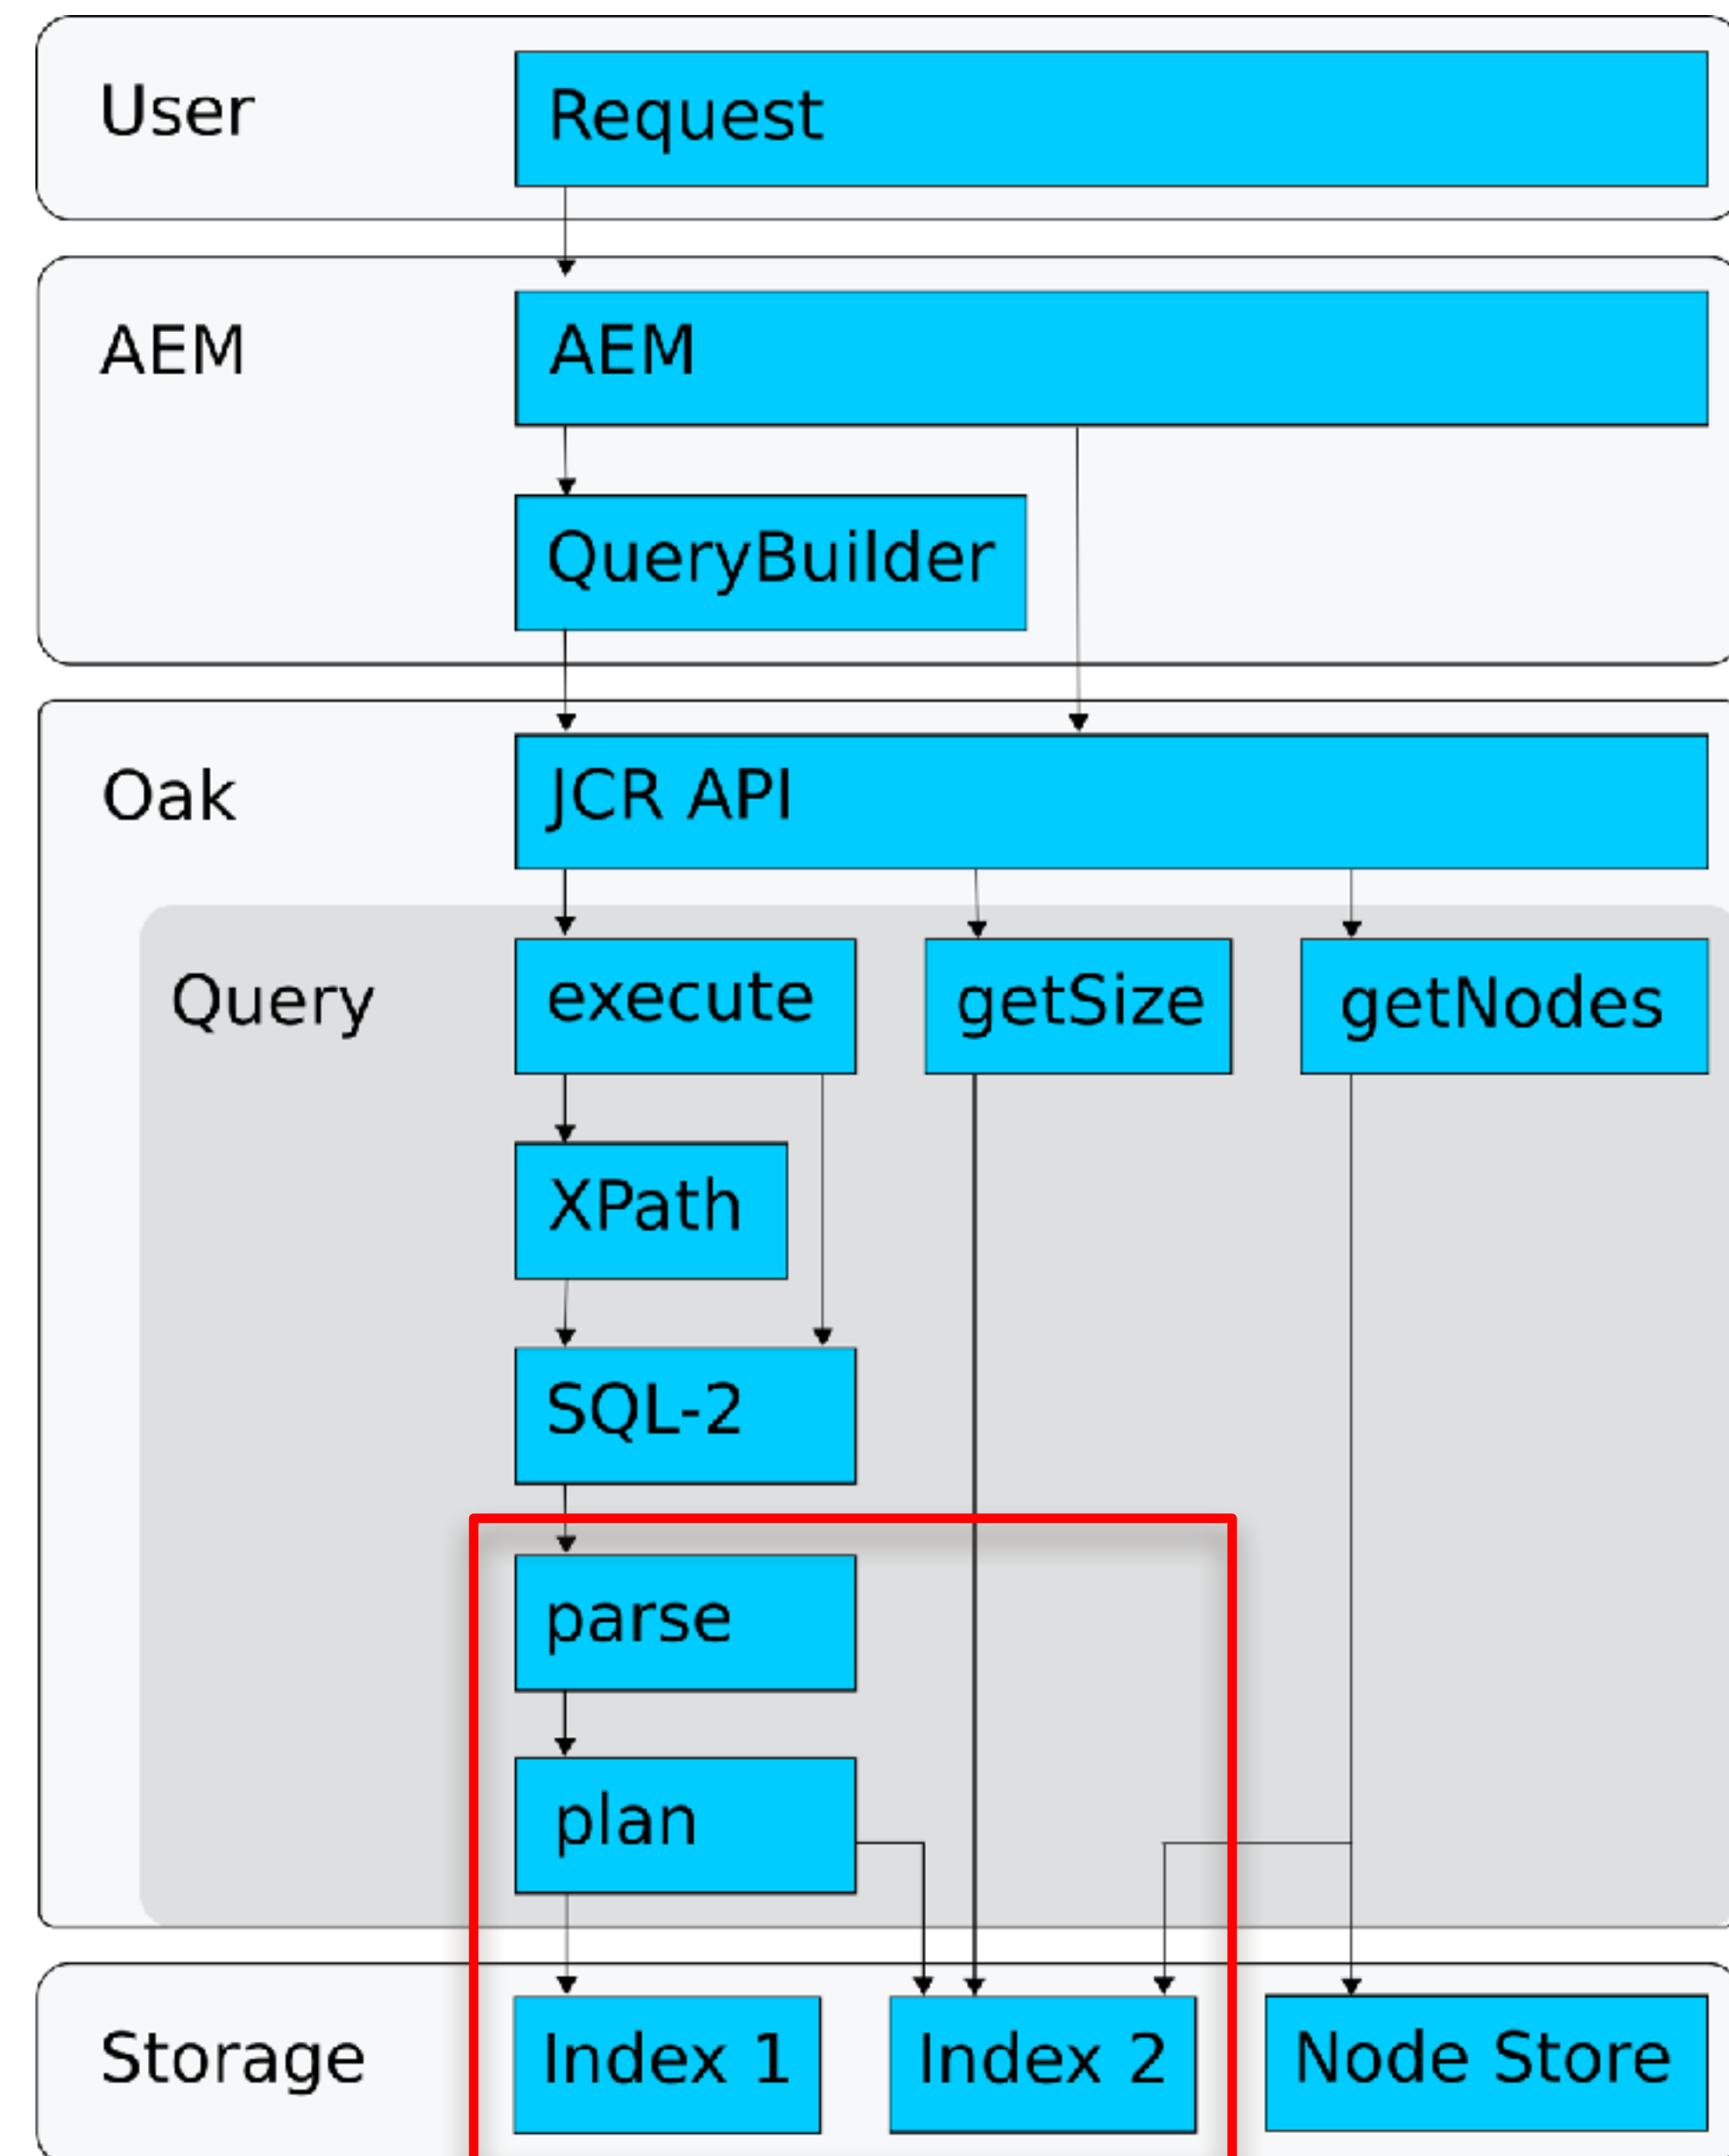 User
Request
AEM
AEM
QueryBuilder
Oak
JCR API
Query
execute
getSize
getNodes
XPath
SQL-2
parse
plan
Storage
Index 1
Index 2
Node Store